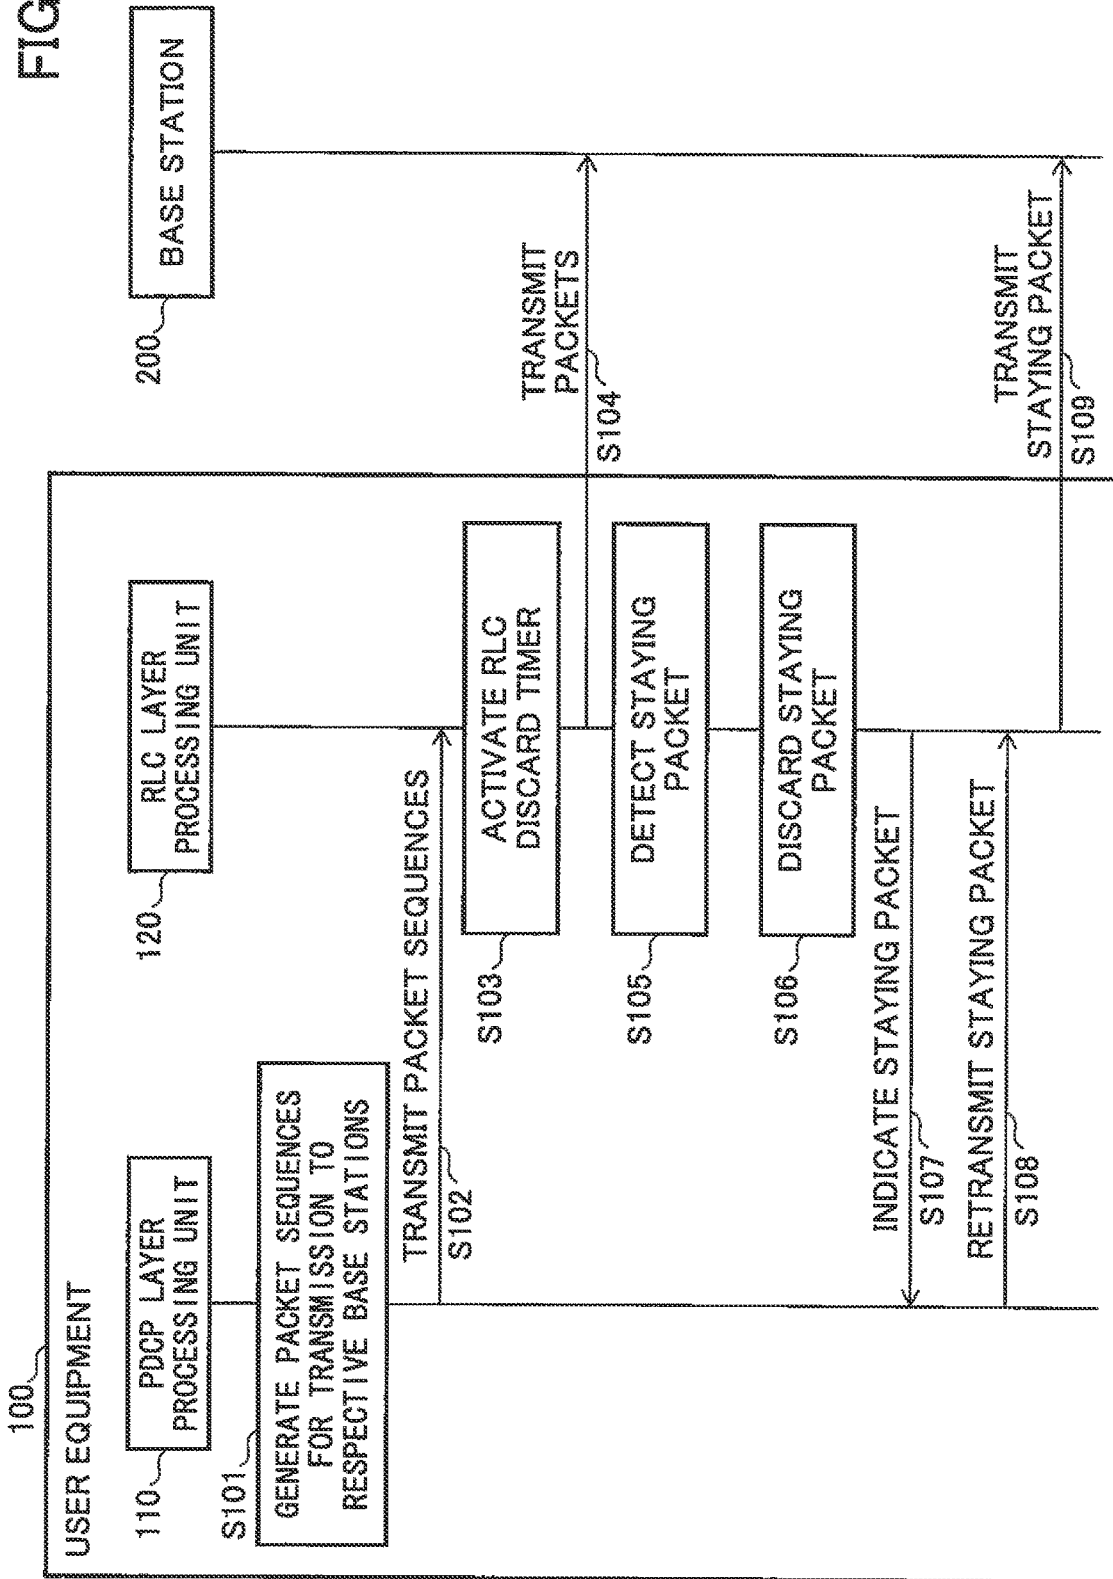 FIG
100
USER EQUIPMENT
110
PDCP LAYER
PROCESSING UNIT
120
RLC LAYER
PROCESSING UNIT
200
BASE STATION
S101
GENERATE PACKET SEQUENCES
FOR TRANSMISSION TO
RESPECTIVE BASE STATIONS
TRANSMIT PACKET SEQUENCES
S102
ACTIVATE RLC
DISCARD TIMER
S103
TRANSMIT
PACKETS
S104
DETECT STAYING
PACKET
S105
DISCARD STAYING
PACKET
S106
INDICATE STAYING PACKET
S107
RETRANSMIT STAYING PACKET
S108
TRANSMIT
STAYING PACKET
S109